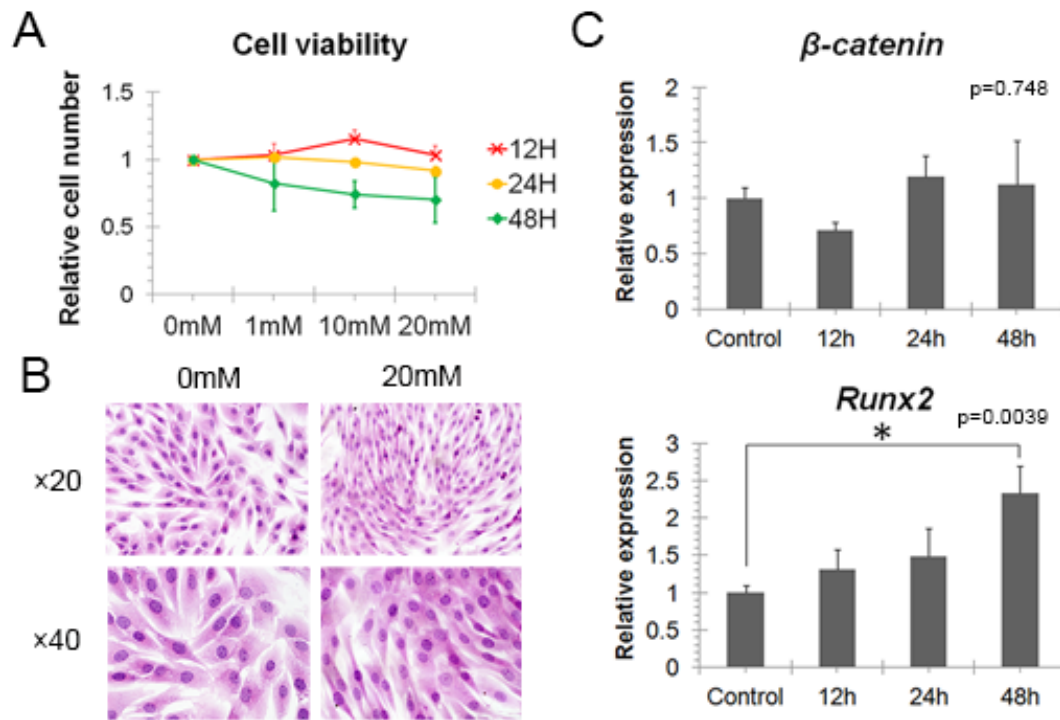 A
Cell viability
Relative cell number
1.5
1
0.5
0
0mM 1mM 10mM 20mM
12H
24H
48H
B
0mM 20mM
×20
×40
C
β-catenin
p=0.748
Relative expression
2
1.5
1
0.5
0
Control 12h 24h 48h
Runx2
p=0.0039
*
Relative expression
3
2.5
2
1.5
1
0.5
0
Control 12h 24h 48h